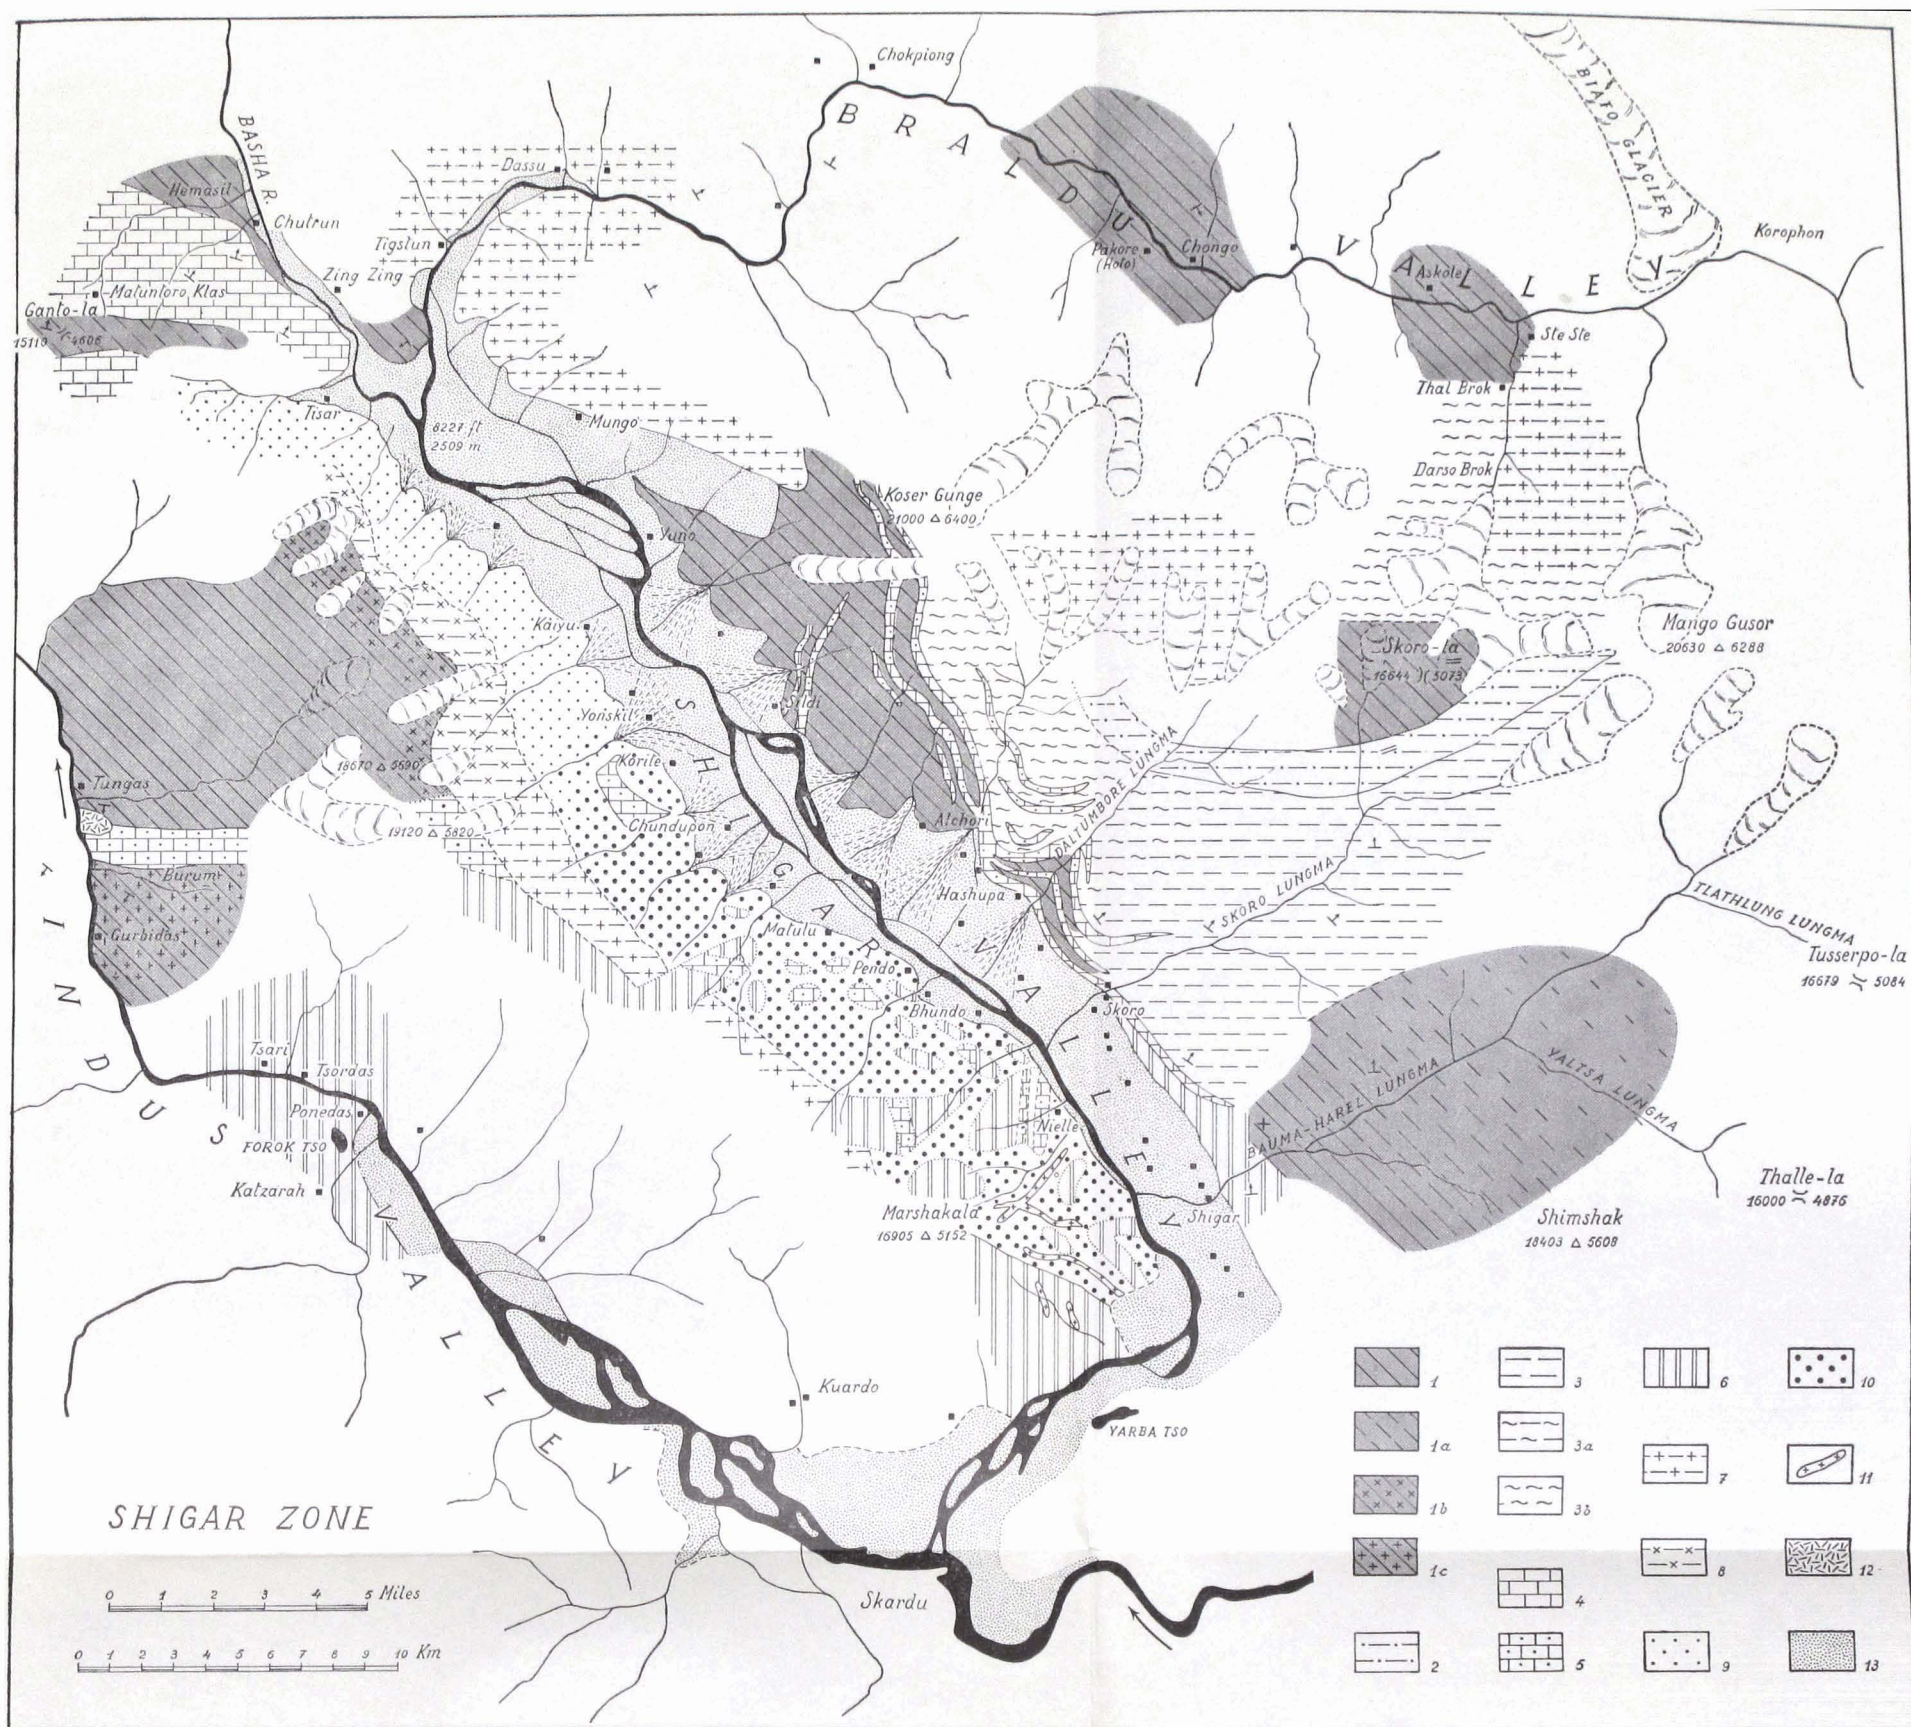 Chokpiong
BIAFO GLACIER
BRALDU VALLEY
BASHA R.
Dassu
Hemasil
Chutrun
Tigstun
Korophon
Pakore
(Hoto)
Chongo
Askole
Zing Zing
Matuntoro Klas
Ganto-la
15110 )( 4606
Ste Ste
Thal Brok
Tisar
8227 ft
2509 m
Mungo
Darso Brok
Koser Gunge
21000 △ 6400
Yuno
Kaiyu
Mango Gusor
20630 △ 6288
Skoro-la
16644 )( 5073
Sildi
Yonskil
SHIGAR VALLEY
DALTUMBORE LUNGMA
Korile
18670 △ 5690
Tungas
Chundupon
19120 △ 5820
Alchori
Burum
SKORO LUNGMA
Hashupa
TLATHLUNG LUNGMA
Gurbidas
Matulu
Tusserpo-la
16679 )( 5084
Pendo
Bhundo
Skoro
INDUS VALLEY
Tsari
Tsordas
YALTSA LUNGMA
BAUMA-HAREL LUNGMA
Ponedas
Nielle
FOROK TSO
Katzarah
Thalle-la
16000 )( 4876
Marshakala
16905 △ 5152
Shigar
Shimshak
18403 △ 5608
Kuardo
YARBA TSO
SHIGAR ZONE
0 1 2 3 4 5 Miles
0 1 2 3 4 5 6 7 8 9 10 Km
Skardu
1 3 6 10
1a 3a 7 11
1b 3b
1c 4 8 12
2 5 9 13